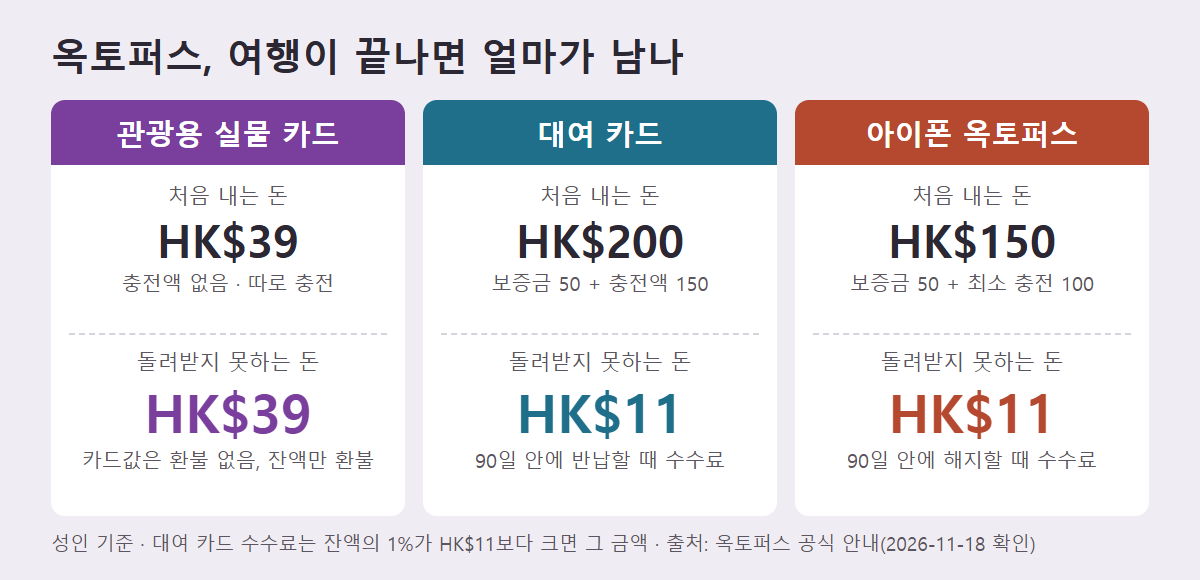 옥토퍼스, 여행이 끝나면 얼마가 남나
관광용 실물 카드
처음 내는 돈
HK$39
충전액 없음 · 따로 충전
돌려받지 못하는 돈
HK$39
카드값은 환불 없음, 잔액만 환불
대여 카드
처음 내는 돈
HK$200
보증금 50 + 충전액 150
돌려받지 못하는 돈
HK$11
90일 안에 반납할 때 수수료
아이폰 옥토퍼스
처음 내는 돈
HK$150
보증금 50 + 최소 충전 100
돌려받지 못하는 돈
HK$11
90일 안에 해지할 때 수수료
성인 기준 · 대여 카드 수수료는 잔액의 1%가 HK$11보다 크면 그 금액 · 출처: 옥토퍼스 공식 안내(2026-11-18 확인)